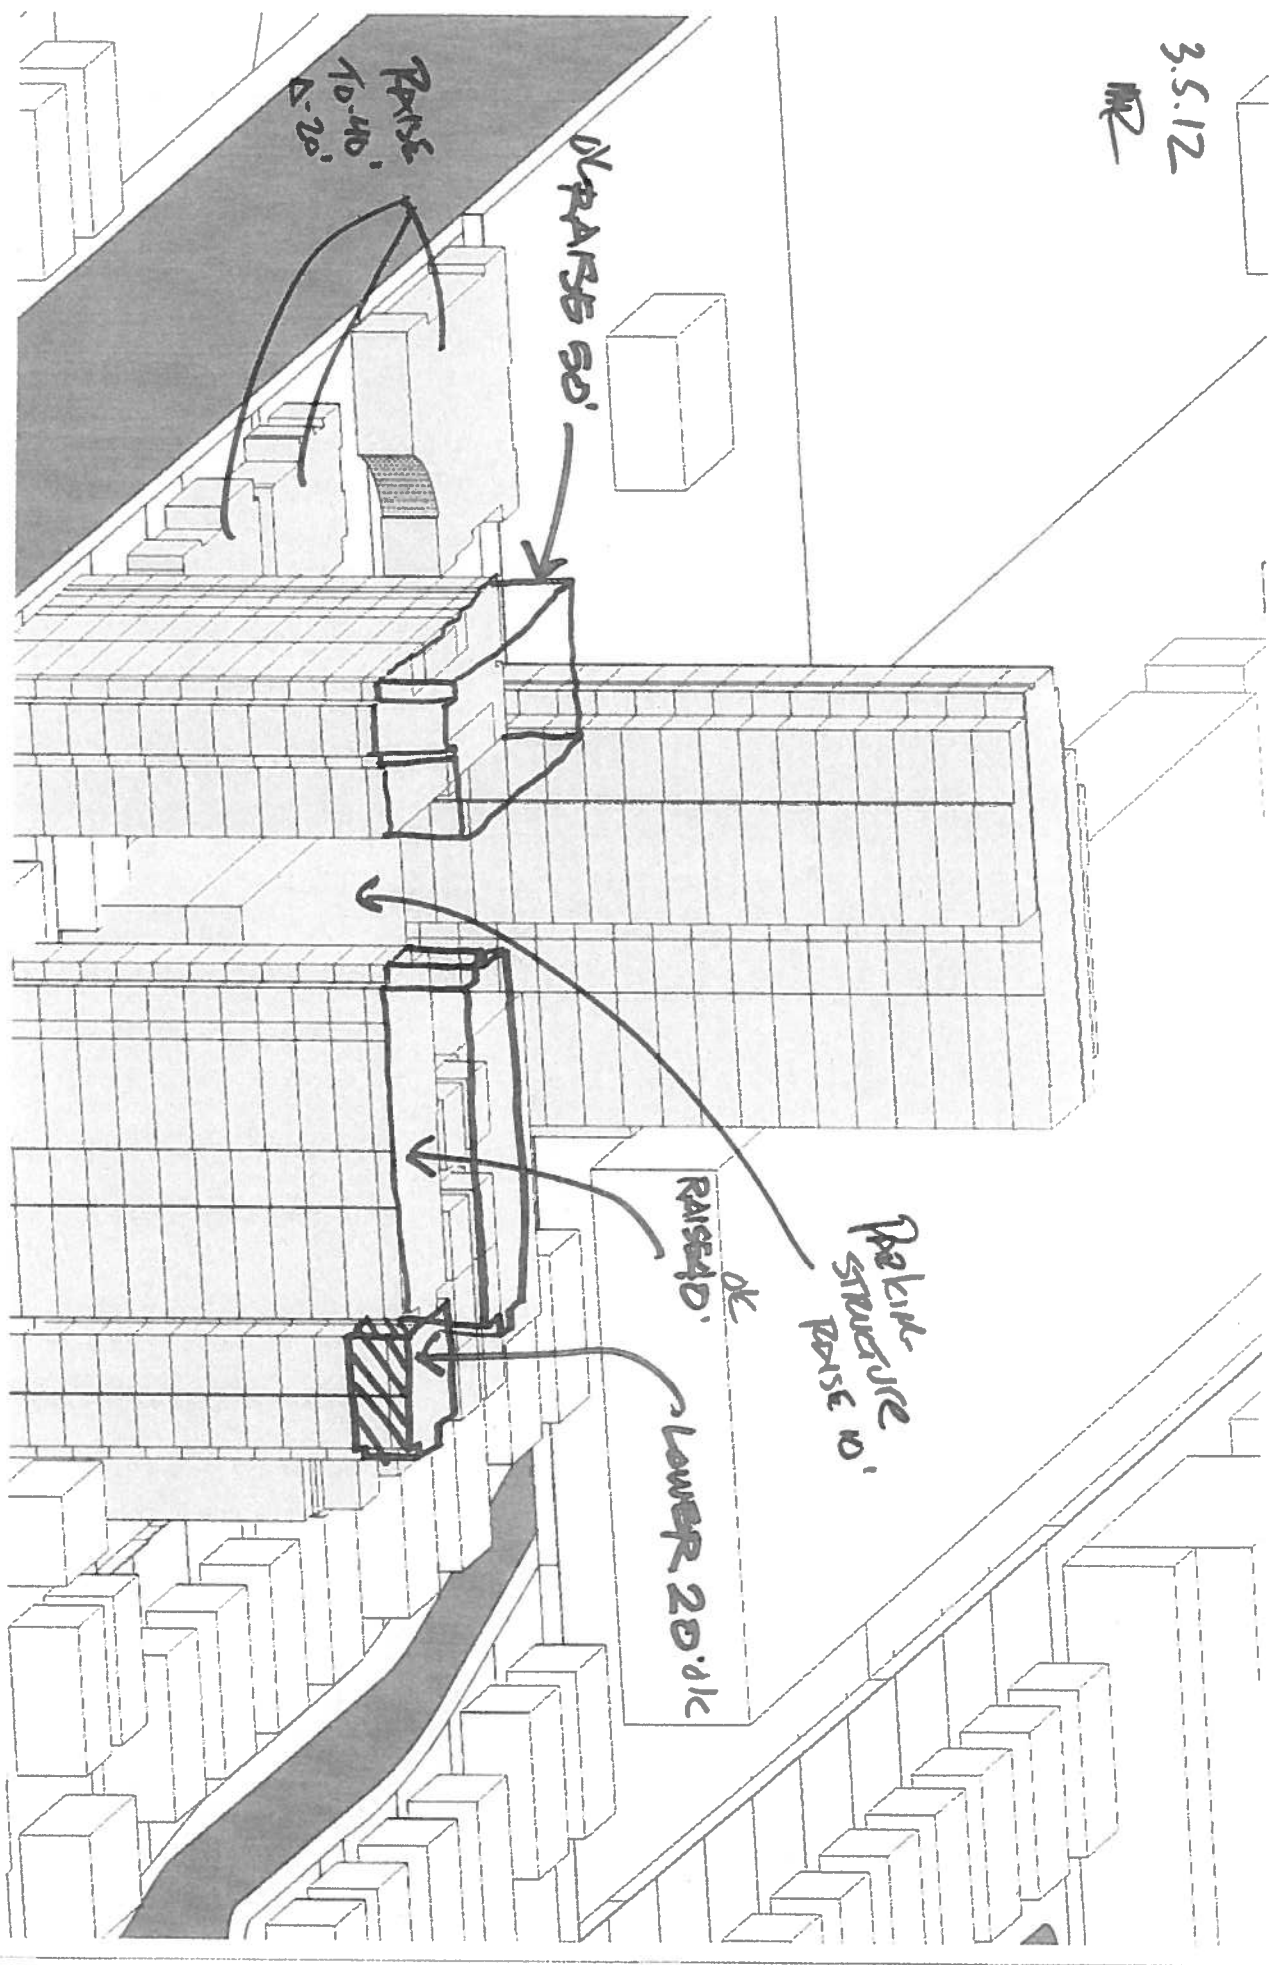 3.5.12
RAISE
TO-40'
Δ-20'
OK RAISE 50'
PARKING
STRUCTURE
RAISE 10'
OK
RAISE 40'
LOWER 20' OK